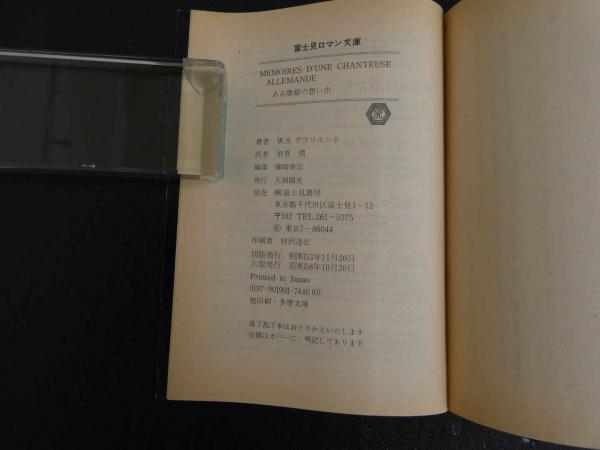 富士見ロマン文庫
MEMOIRES D'UNE CHANTEUSE
ALLEMANDE
ある歌姫の思い出
著者 W.S.デフリエント
訳者 須賀 慣
編集 篠崎香江
発行 大洞國光
発売 ㈱富士見書房
東京都千代田区富士見1-12
〒102 TEL.261-5375
東京7-86044
印刷者 村沢達弘
初版発行 昭和53年11月20日
六版発行 昭和58年10月20日
Printed in Japan
0197-901901-7440(0)
暁印刷・多摩文庫
落丁乱丁本はおとりかえいたします
定価はカバーに、明記してあります